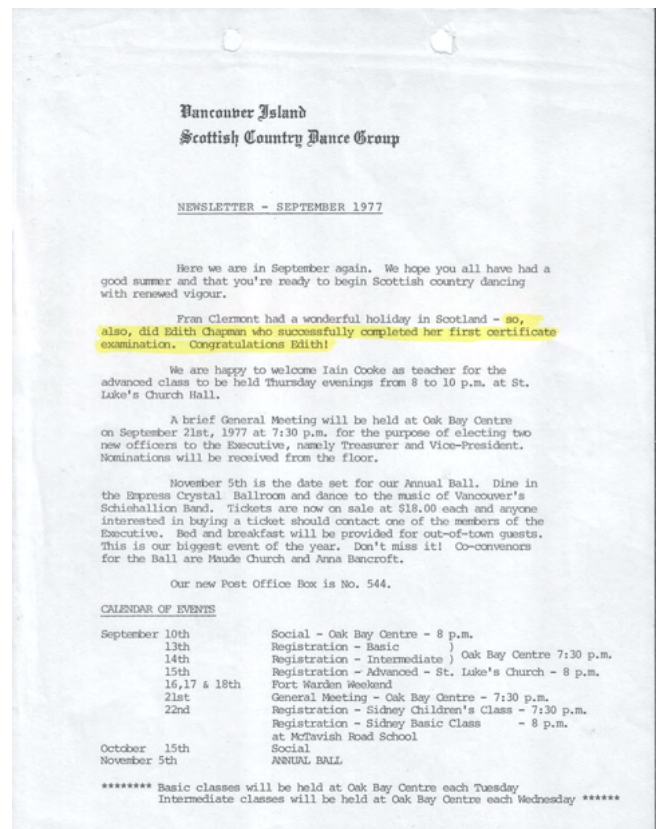 Vancouver Island
Scottish Country Dance Group
NEWSLETTER - SEPTEMBER 1977
Here we are in September again. We hope you all have had a
good summer and that you're ready to begin Scottish country dancing
with renewed vigour.
Fran Clermont had a wonderful holiday in Scotland - so,
also, did Edith Chapman who successfully completed her first certificate
examination. Congratulations Edith!
We are happy to welcome Iain Cooke as teacher for the
advanced class to be held Thursday evenings from 8 to 10 p.m. at St.
Luke's Church Hall.
A brief General Meeting will be held at Oak Bay Centre
on September 21st, 1977 at 7:30 p.m. for the purpose of electing two
new officers to the Executive, namely Treasurer and Vice-President.
Nominations will be received from the floor.
November 5th is the date set for our Annual Ball. Dine in
the Empress Crystal Ballroom and dance to the music of Vancouver's
Schiehallion Band. Tickets are now on sale at $18.00 each and anyone
interested in buying a ticket should contact one of the members of the
Executive. Bed and breakfast will be provided for out-of-town guests.
This is our biggest event of the year. Don't miss it! Co-convenors
for the Ball are Maude Church and Anna Bancroft.
Our new Post Office Box is No. 544.
CALENDAR OF EVENTS
September 10th Social - Oak Bay Centre - 8 p.m.
13th Registration - Basic )
14th Registration - Intermediate ) Oak Bay Centre 7:30 p.m.
15th Registration - Advanced - St. Luke's Church - 8 p.m.
16,17 & 18th Fort Warden Weekend
21st General Meeting - Oak Bay Centre - 7:30 p.m.
22nd Registration - Sidney Children's Class - 7:30 p.m.
Registration - Sidney Basic Class - 8 p.m.
at McTavish Road School
October 15th Social
November 5th ANNUAL BALL
******** Basic classes will be held at Oak Bay Centre each Tuesday
Intermediate classes will be held at Oak Bay Centre each Wednesday ******